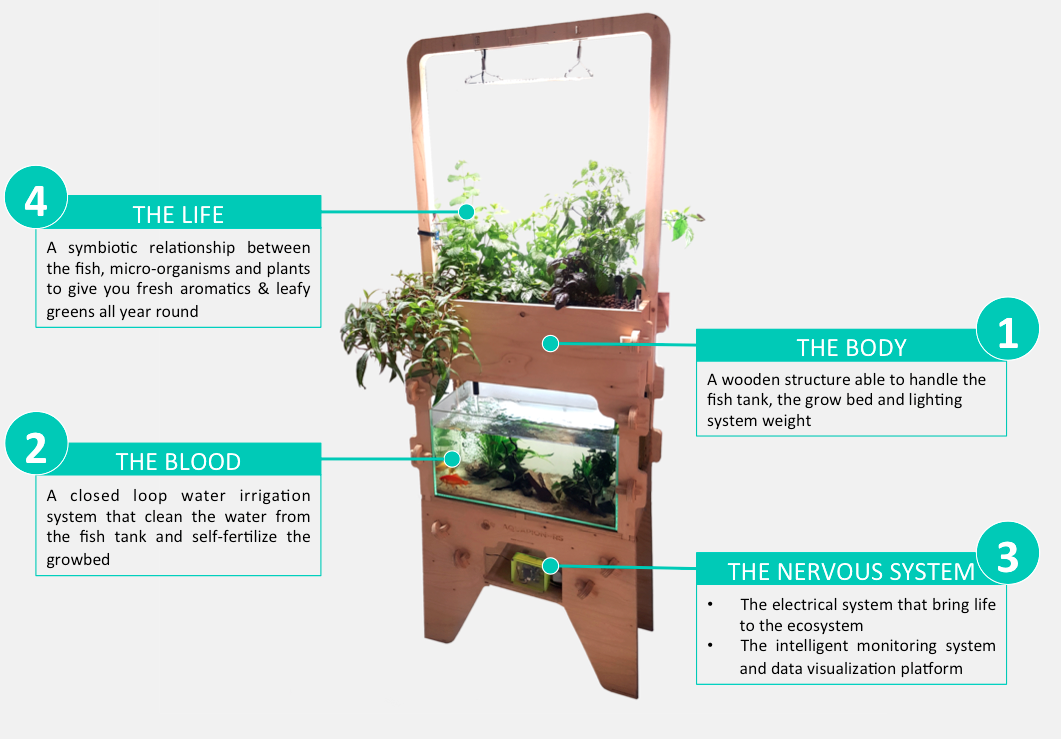 4
THE LIFE
A symbiotic relationship between
the fish, micro-organisms and plants
to give you fresh aromatics & leafy
greens all year round
1
THE BODY
A wooden structure able to handle the
fish tank, the grow bed and lighting
system weight
2
THE BLOOD
A closed loop water irrigation
system that clean the water from
the fish tank and self-fertilize the
growbed
3
THE NERVOUS SYSTEM
• The electrical system that bring life
to the ecosystem
• The intelligent monitoring system
and data visualization platform